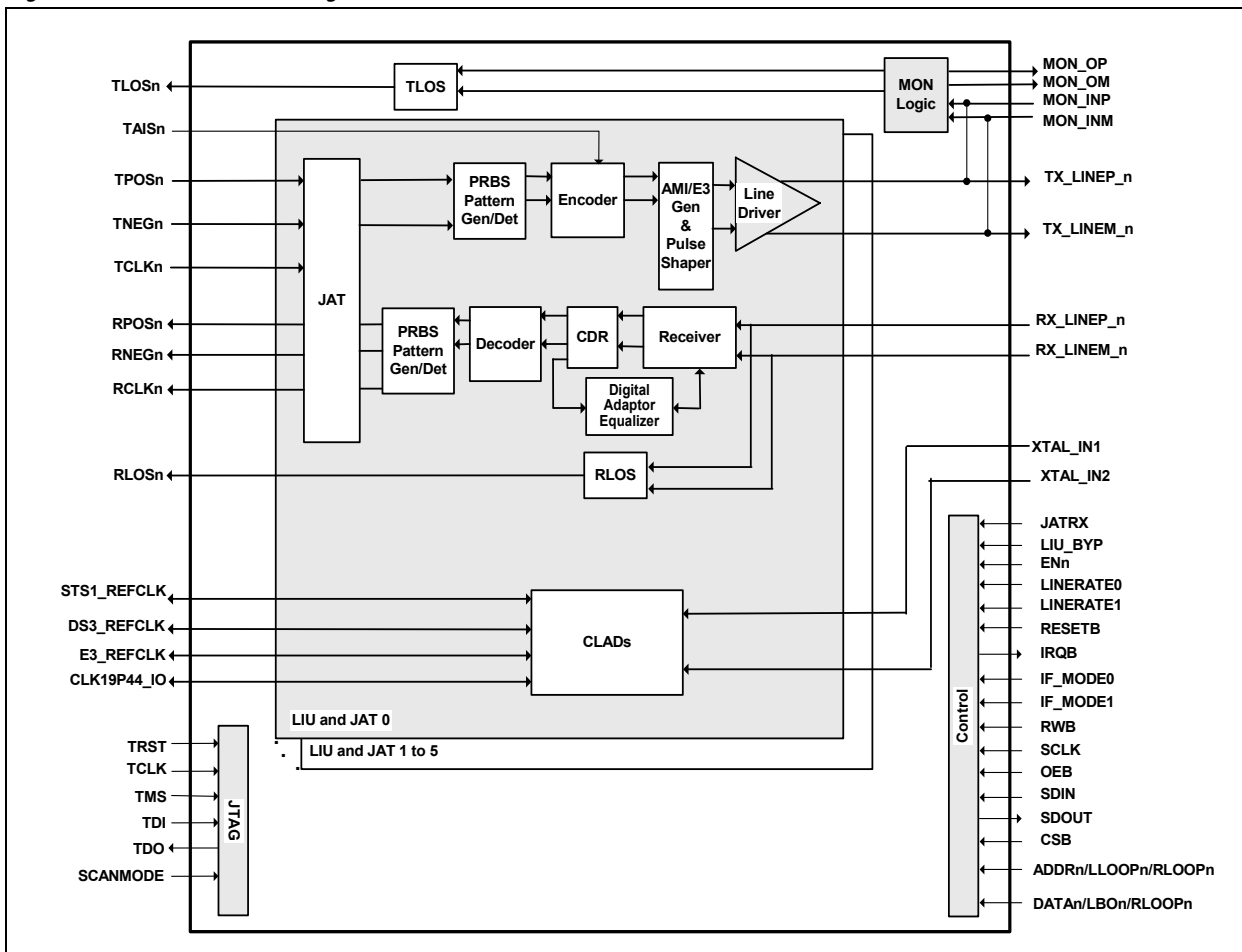 TLOSn
TAISn
TPOSn
TNEGn
TCLKn
RPOSn
RNEGn
RCLKn
RLOSn
STS1_REFCLK
DS3_REFCLK
E3_REFCLK
CLK19P44_IO
TRST
TCLK
TMS
TDI
TDO
SCANMODE
JTAG
TLOS
MON
Logic
JAT
PRBS
Pattern
Gen/Det
Encoder
AMI/E3
Gen
&
Pulse
Shaper
Line
Driver
PRBS
Pattern
Gen/Det
Decoder
CDR
Receiver
Digital
Adaptor
Equalizer
RLOS
CLADs
LIU and JAT 0
LIU and JAT 1 to 5
MON_OP
MON_OM
MON_INP
MON_INM
TX_LINEP_n
TX_LINEM_n
RX_LINEP_n
RX_LINEM_n
XTAL_IN1
XTAL_IN2
Control
JATRX
LIU_BYP
ENn
LINERATE0
LINERATE1
RESETB
IRQB
IF_MODE0
IF_MODE1
RWB
SCLK
OEB
SDIN
SDOUT
CSB
ADDRn/LLOOPn/RLOOPn
DATAn/LBOn/RLOOPn